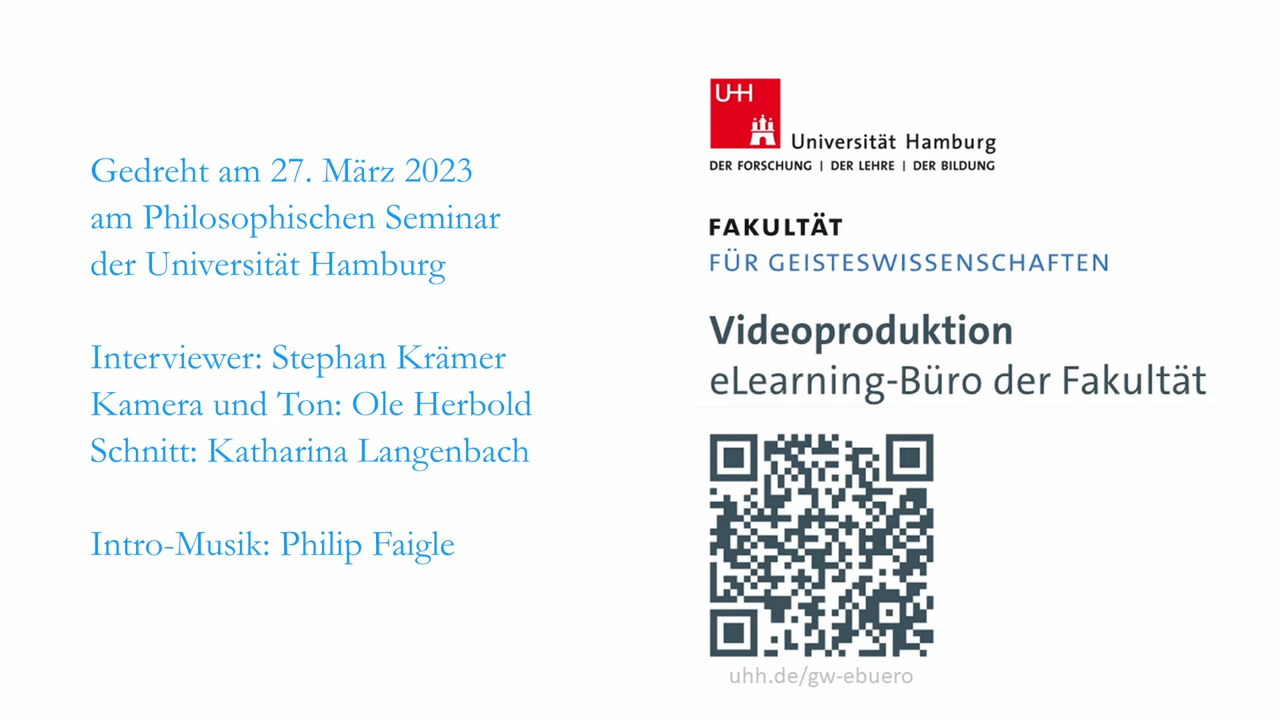 Gedreht am 27. März 2023
am Philosophischen Seminar
der Universität Hamburg
Interviewer: Stephan Krämer
Kamera und Ton: Ole Herbold
Schnitt: Katharina Langenbach
Intro-Musik: Philip Faigle
UHH
Universität Hamburg
DER FORSCHUNG | DER LEHRE | DER BILDUNG
FAKULTÄT
FÜR GEISTESWISSENSCHAFTEN
Videoproduktion
eLearning-Büro der Fakultät
uhh.de/gw-ebuero